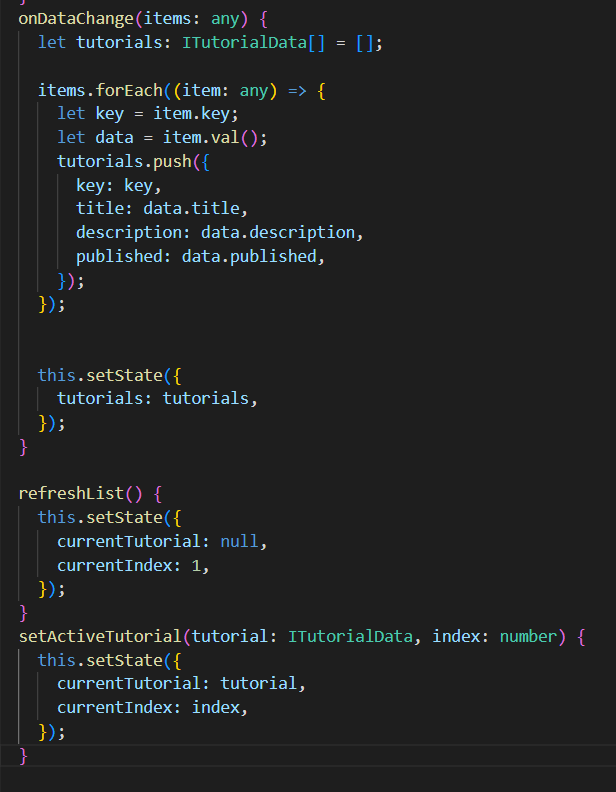 onDataChange(items: any) {
let tutorials: ITutorialData[] = [];
items.forEach((item: any) => {
let key = item.key;
let data = item.val();
tutorials.push({
key: key,
title: data.title,
description: data.description,
published: data.published,
});
});
this.setState({
tutorials: tutorials,
});
}
refreshList() {
this.setState({
currentTutorial: null,
currentIndex: 1,
});
}
setActiveTutorial(tutorial: ITutorialData, index: number) {
this.setState({
currentTutorial: tutorial,
currentIndex: index,
});
}